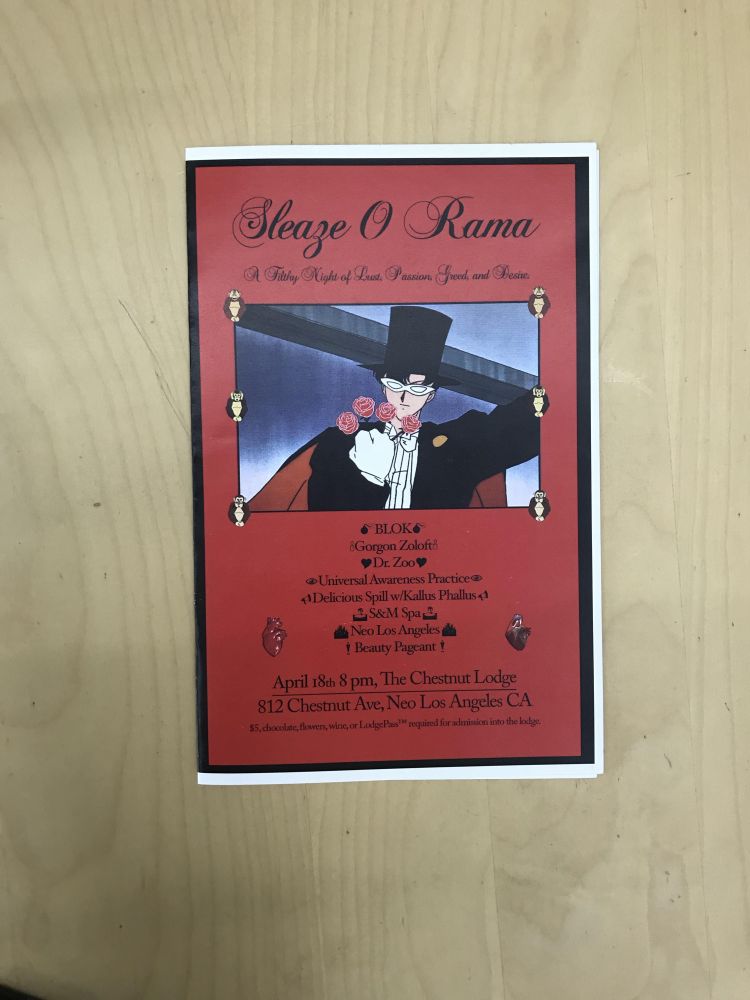 Sleaze O Rama
A Filthy Night of Lust, Passion, Greed, and Desire.
BLOK
Gorgon Zoloft
Dr. Zoo
Universal Awareness Practice
Delicious Spill w/Kallus Phallus
S&M Spa
Neo Los Angeles
Beauty Pageant
April 18th 8 pm, The Chestnut Lodge
812 Chestnut Ave, Neo Los Angeles CA
$5, chocolate, flowers, wine, or LodgePass™ required for admission into the lodge.